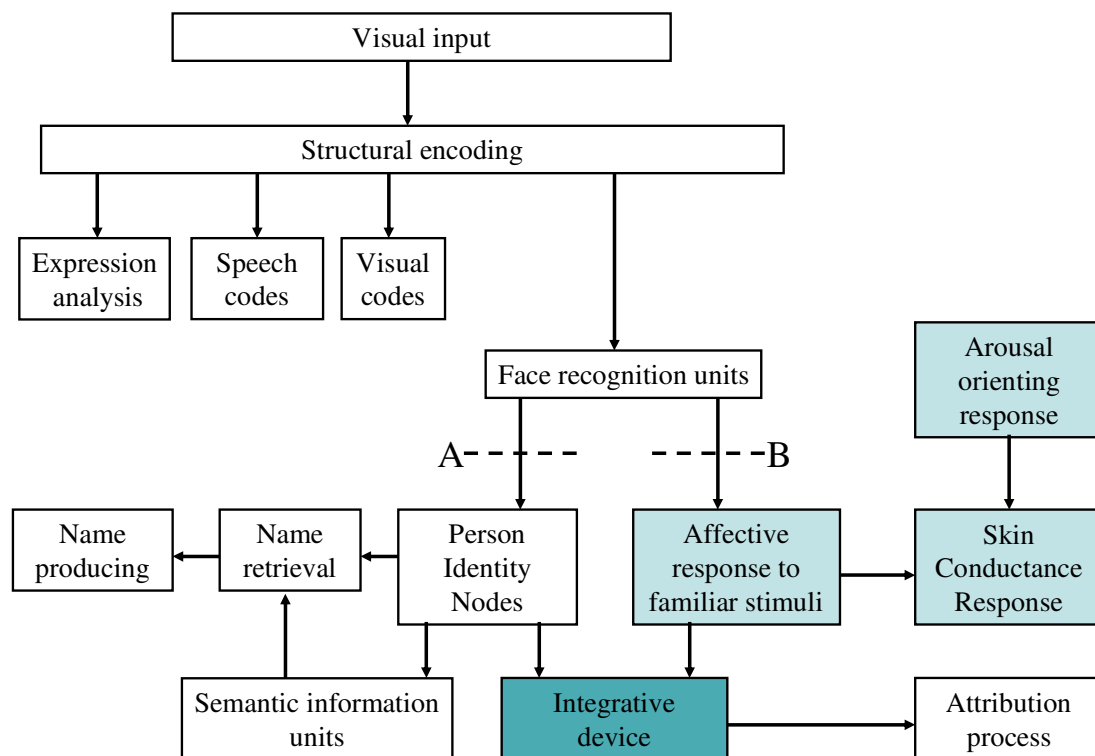 Visual input
Structural encoding
Expression
analysis
Speech
codes
Visual
codes
Face recognition units
Arousal
orienting
response
A
B
Name
producing
Name
retrieval
Person
Identity
Nodes
Affective
response to
familiar stimuli
Skin
Conductance
Response
Semantic information
units
Integrative
device
Attribution
process